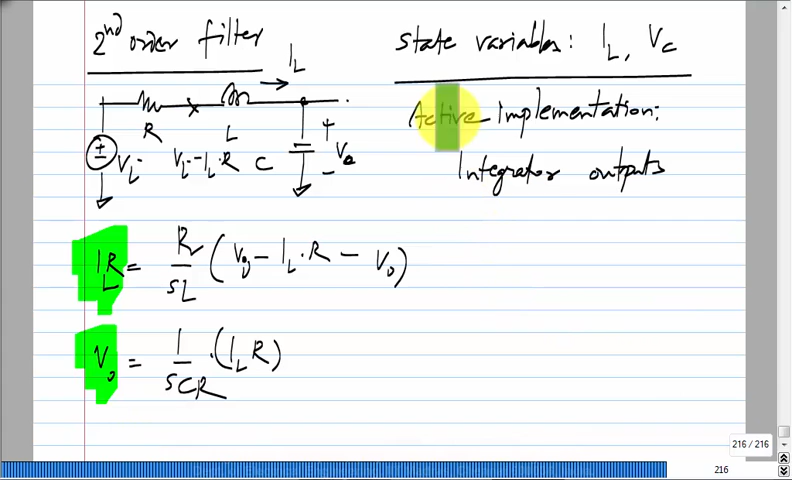 2nd order filter
state variables: IL, VC
IL
Active Implementation:
R
L
+
Vi
Vi-IL.R
C
-
Integrator outputs
ILR = R/sL (Vi - IL.R - Vo)
Vo = 1/sCR .(ILR)
216 / 216
216